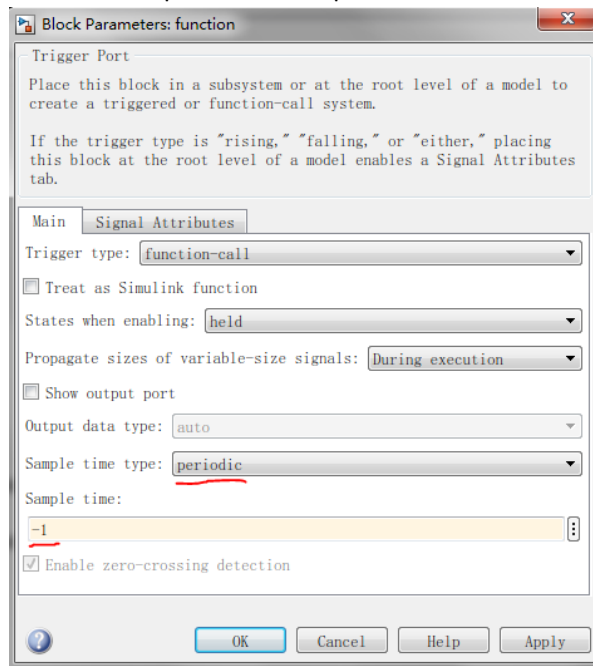 Block Parameters: function
Trigger Port
Place this block in a subsystem or at the root level of a model to
create a triggered or function-call system.
If the trigger type is "rising," "falling," or "either," placing
this block at the root level of a model enables a Signal Attributes
tab.
Main Signal Attributes
Trigger type: function-call
Treat as Simulink function
States when enabling: held
Propagate sizes of variable-size signals: During execution
Show output port
Output data type: auto
Sample time type: periodic
Sample time:
-1
Enable zero-crossing detection
OK Cancel Help Apply